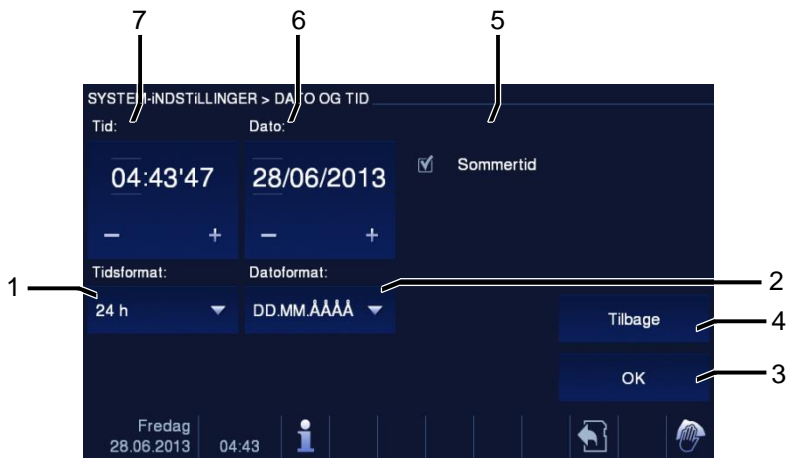 7 6 5
SYSTEM-iNDSTiLLINGER > DATO OG TID
Tid: Dato:
04:43'47 28/06/2013 Sommertid
− + − +
Tidsformat: Datoformat:
1 2
24 h DD.MM.ÅÅÅÅ
Tilbage 4
OK 3
Fredag
28.06.2013 04:43